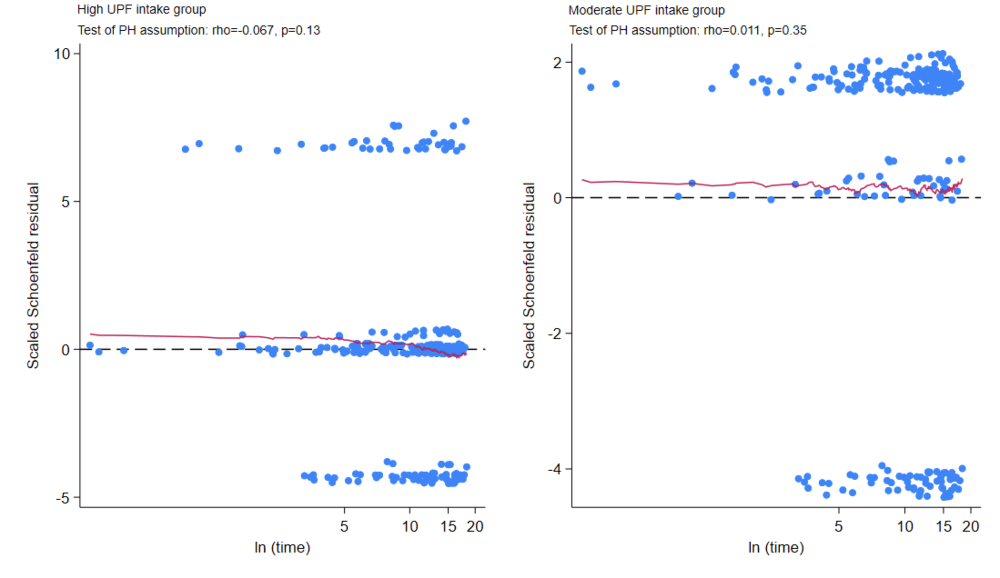 High UPF intake group
Test of PH assumption: rho=-0.067, p=0.13
10
5
0
-5
Scaled Schoenfeld residual
5 10 15 20
ln (time)
Moderate UPF intake group
Test of PH assumption: rho=0.011, p=0.35
2
0
-2
-4
Scaled Schoenfeld residual
5 10 15 20
ln (time)